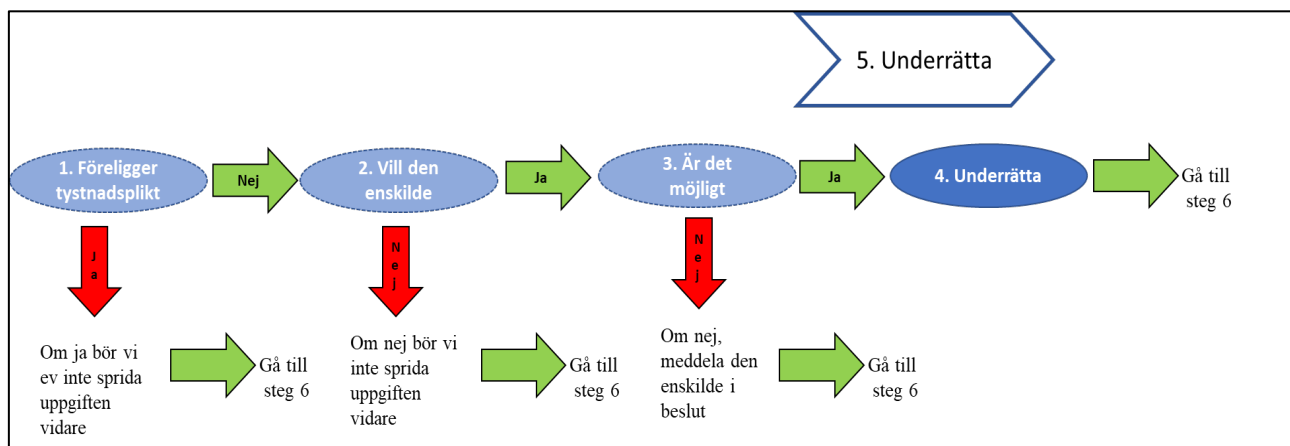 5. Underrätta
1. Föreligger
tystnadsplikt
Nej
2. Vill den
enskilde
Ja
3. Är det
möjligt
Ja
4. Underrätta
Gå till
steg 6
Ja
Nej
Nej
Om ja bör vi
ev inte sprida
uppgiften
vidare
Gå till
steg 6
Om nej bör vi
inte sprida
uppgiften
vidare
Gå till
steg 6
Om nej,
meddela den
enskilde i
beslut
Gå till
steg 6